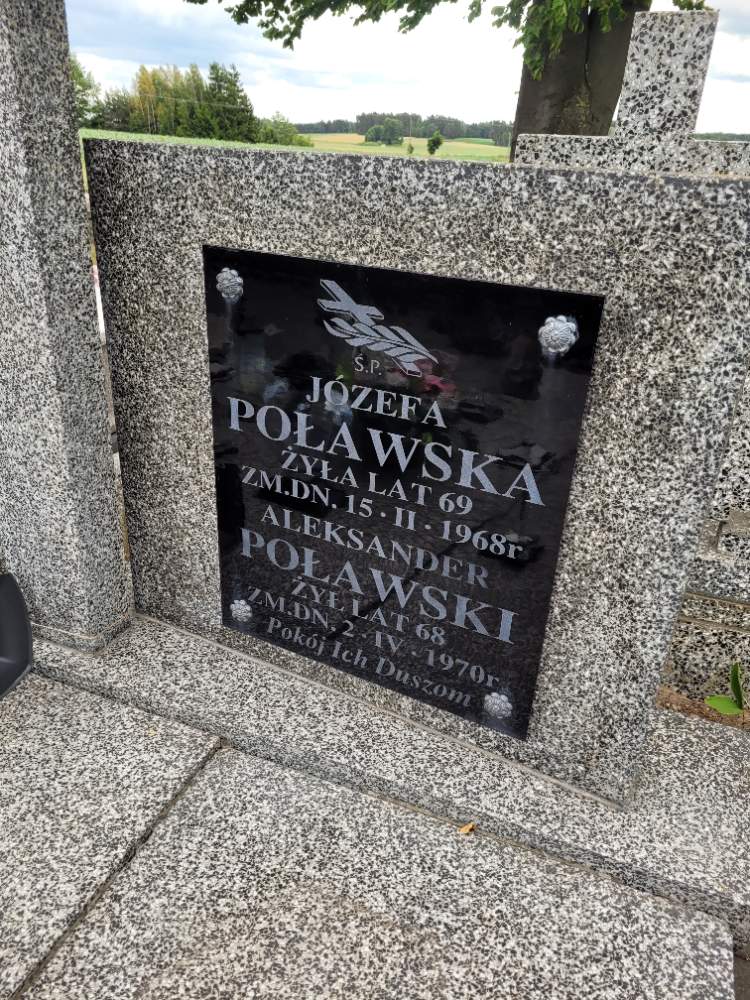 Ś.P.
JÓZEFA
POŁAWSKA
ŻYŁA LAT 69
ZM.DN. 15 · II · 1968r
ALEKSANDER
POŁAWSKI
ŻYŁ LAT 68
ZM.DN. 2 · IV · 1970r.
Pokój Ich Duszom